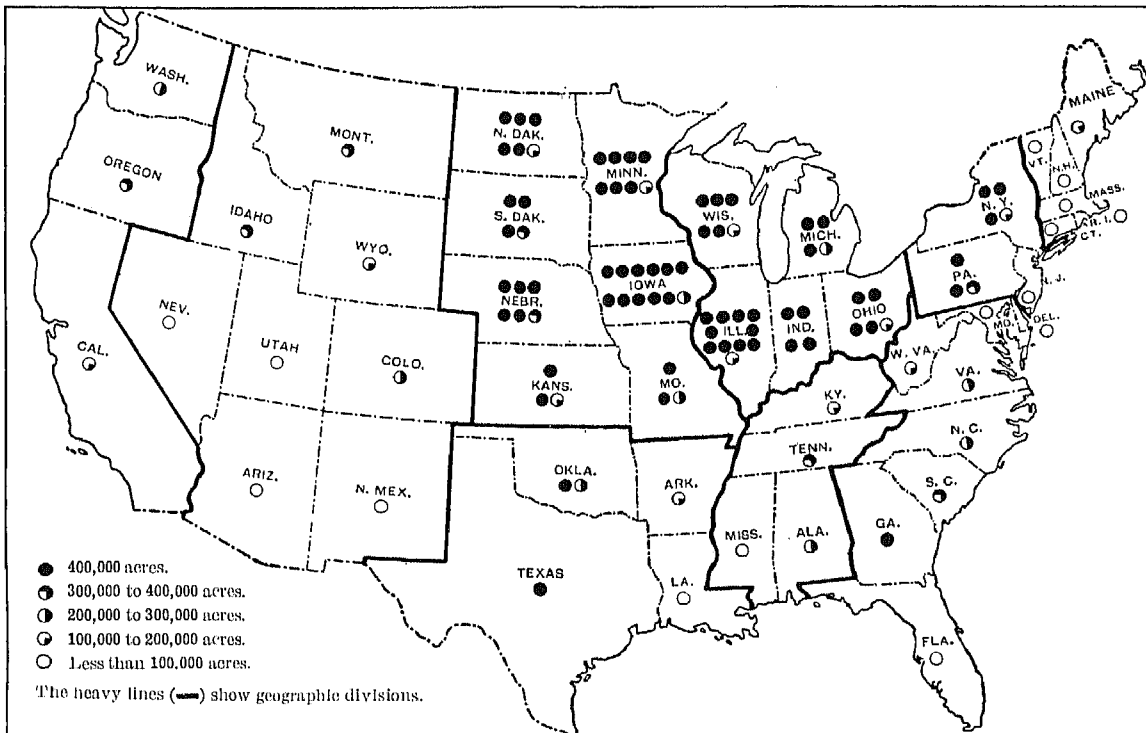 WASH.
OREGON
CAL.
NEV.
IDAHO
MONT.
WYO.
UTAH
COLO.
ARIZ.
N. MEX.
N. DAK.
S. DAK.
NEBR.
KANS.
OKLA.
TEXAS
MINN.
IOWA
MO.
ARK.
LA.
WIS.
MICH.
ILL.
IND.
OHIO
KY.
TENN.
MISS.
ALA.
GA.
FLA.
S. C.
N. C.
VA.
W. VA.
MD.
DEL.
N. J.
PA.
N. Y.
CT.
R. I.
MASS.
VT.
N.H.
MAINE
400,000 acres.
300,000 to 400,000 acres.
200,000 to 300,000 acres.
100,000 to 200,000 acres.
Less than 100,000 acres.
The heavy lines (▬) show geographic divisions.